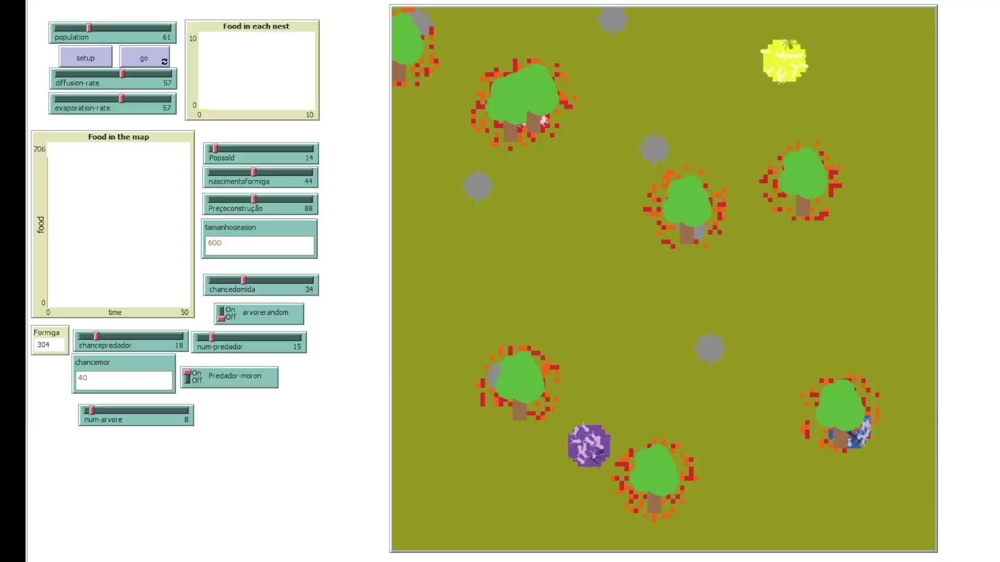 population 61
setup
go
diffusion-rate 57
evaporation-rate 57
Food in each nest
10
0
0 10
Food in the map
706
food
0
0 time 50
Popsold 14
nascimentoformiga 44
Preçoconstrução 88
tamanhoseason
600
chancedomida 34
On
Off
arvorerandom
Formiga
304
chancepredador 18
num-predador 15
chancemor
40
On
Off
Predador-moron
num-arvore 8